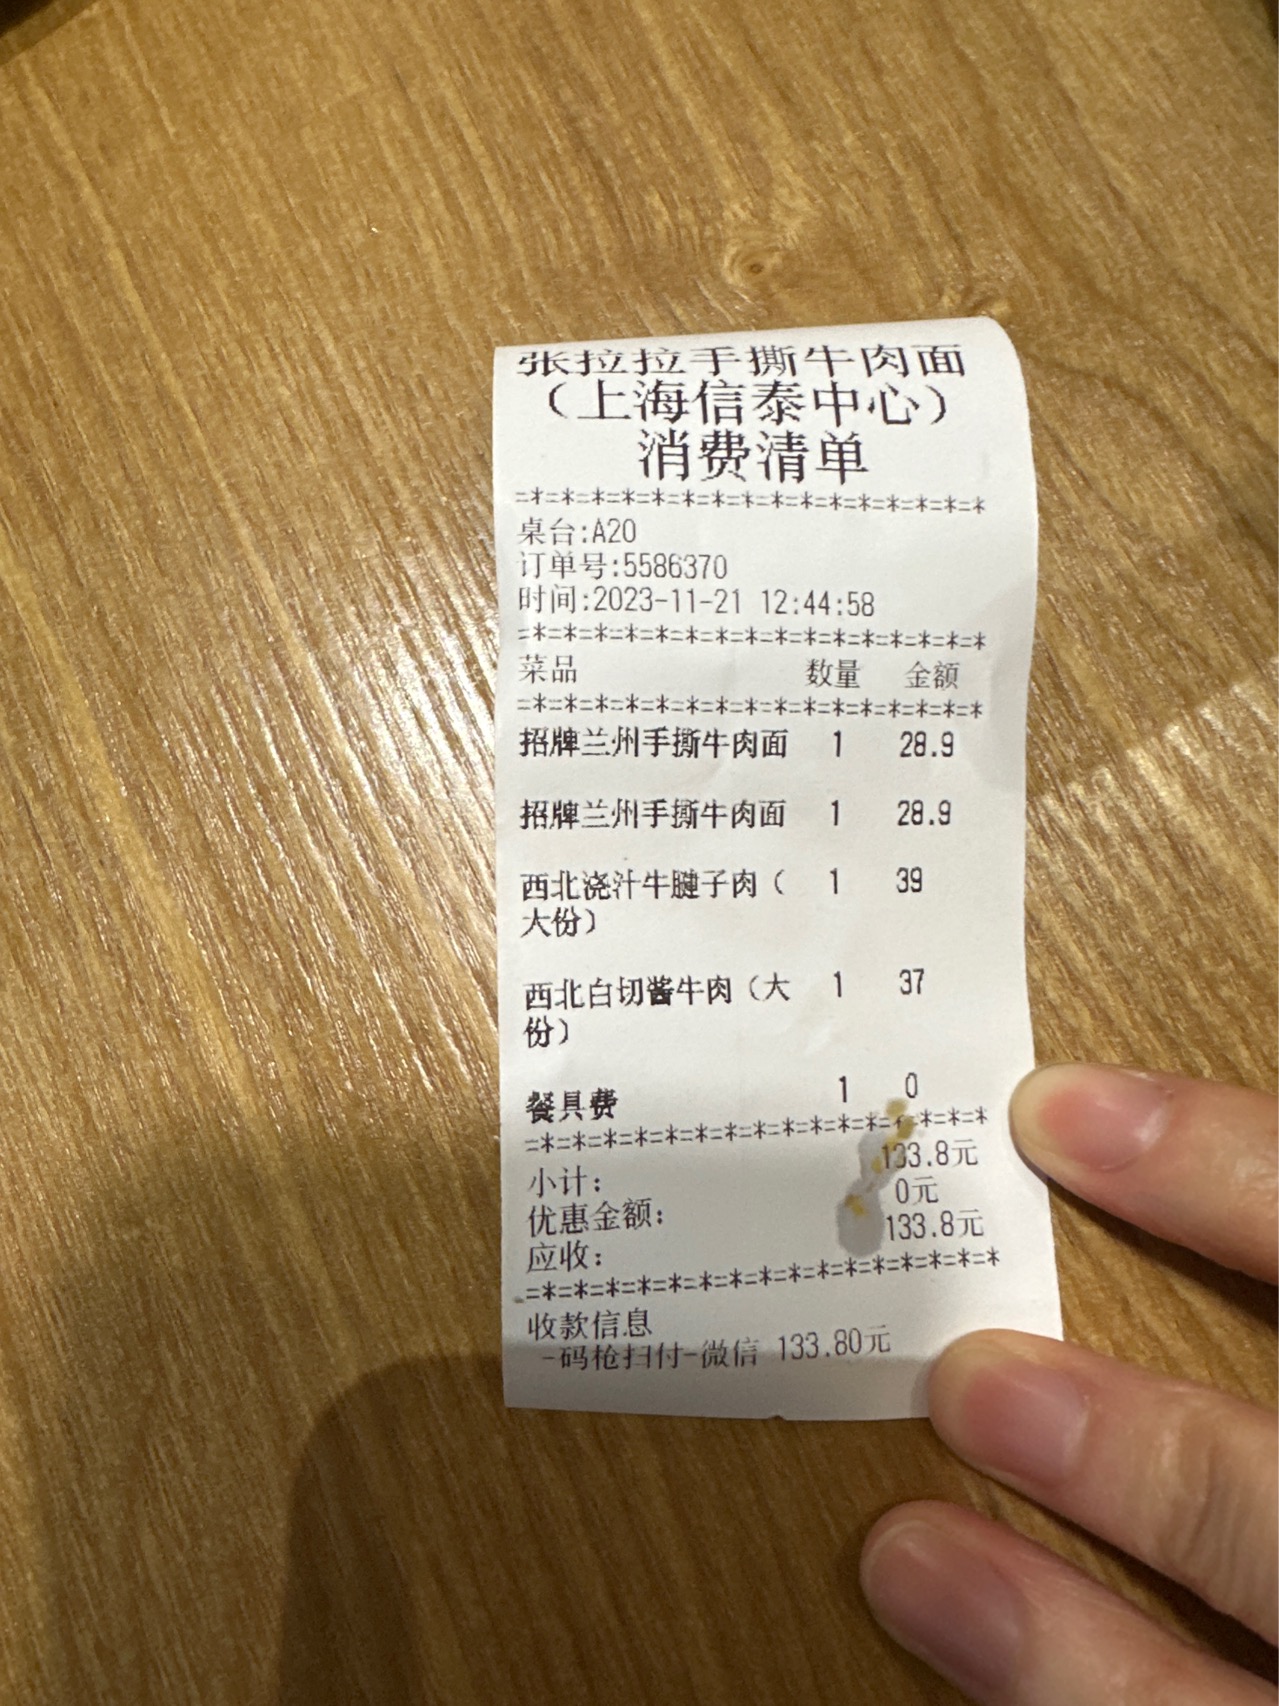 张拉拉手撕牛肉面
（上海信泰中心）
消费清单
=*=*=*=*=*=*=*=*=*=*=*=*=*=*=*=*
桌台:A20
订单号:5586370
时间:2023-11-21 12:44:58
=*=*=*=*=*=*=*=*=*=*=*=*=*=*=*=*
菜品 数量 金额
=*=*=*=*=*=*=*=*=*=*=*=*=*=*=*=*
招牌兰州手撕牛肉面 1 28.9
招牌兰州手撕牛肉面 1 28.9
西北浇汁牛腱子肉（ 1 39
大份）
西北白切酱牛肉（大 1 37
份）
餐具费 1 0
=*=*=*=*=*=*=*=*=*=*=*=*=*=*=*=*
小计: 133.8元
优惠金额: 0元
应收: 133.8元
=*=*=*=*=*=*=*=*=*=*=*=*=*=*=*=*
收款信息
-码枪扫付-微信 133.80元